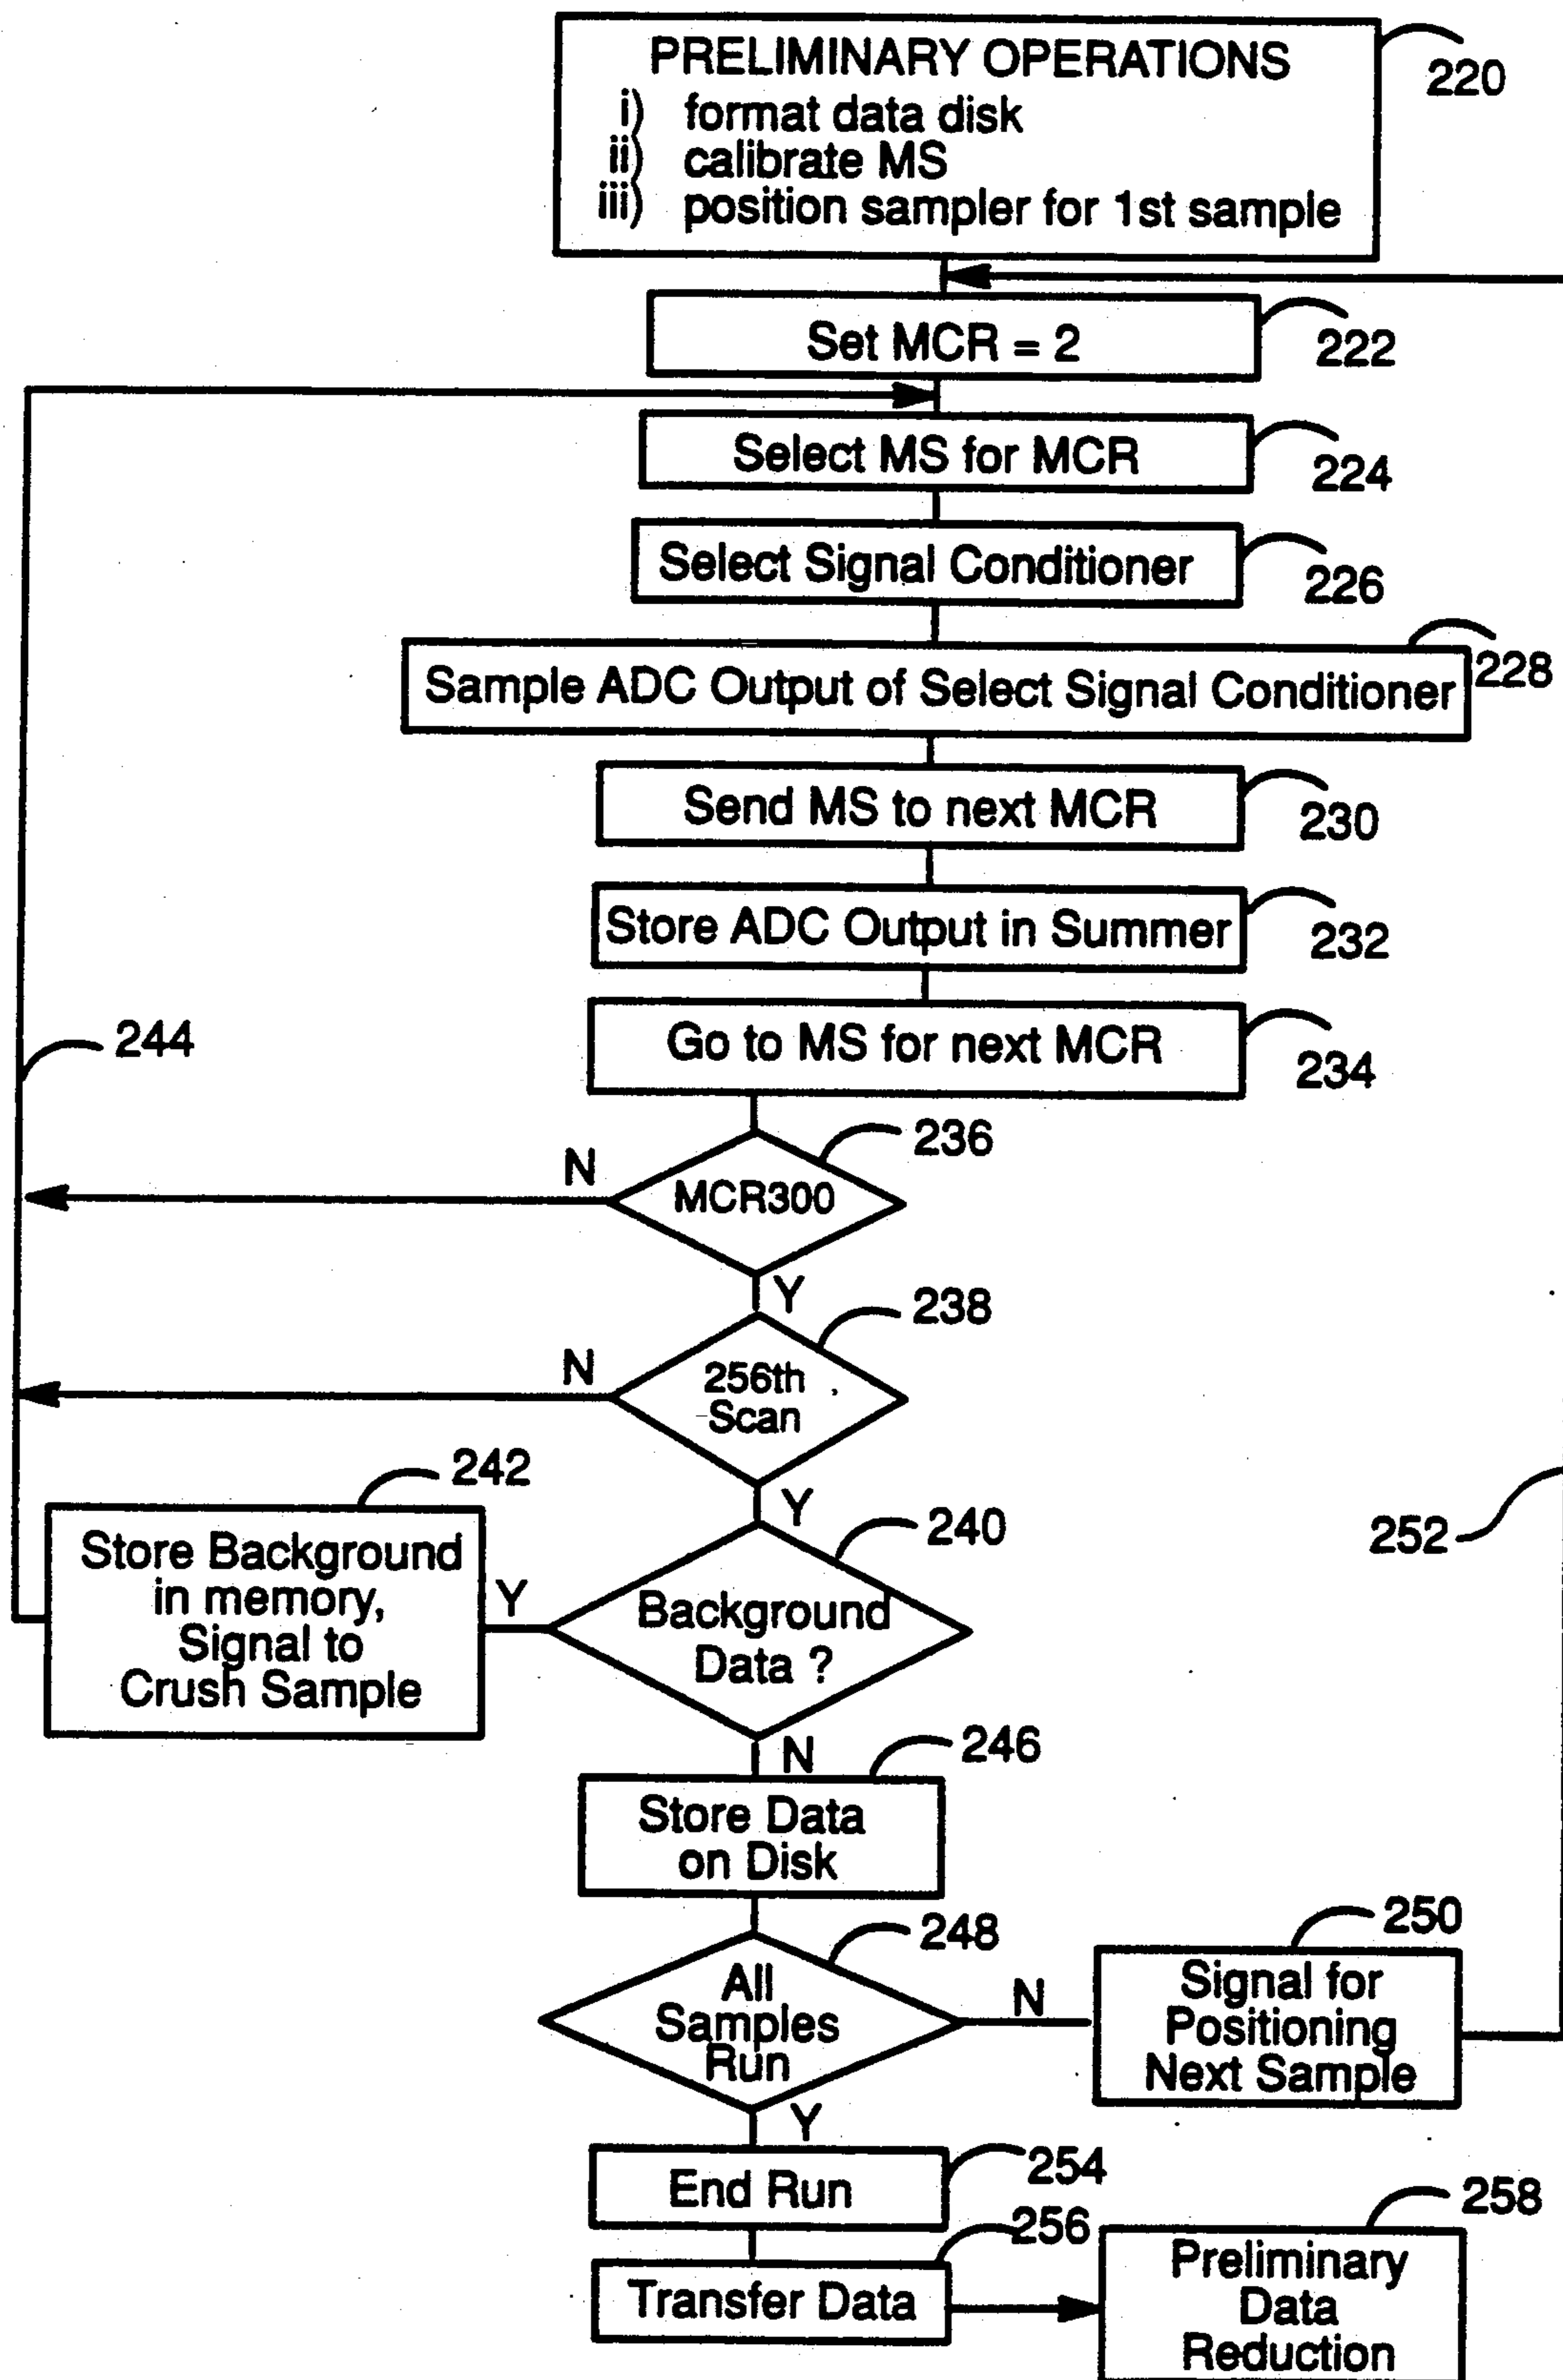 PRELIMINARY OPERATIONS
i) format data disk
ii) calibrate MS
iii) position sampler for 1st sample
220
Set MCR = 2
222
Select MS for MCR
224
Select Signal Conditioner
226
Sample ADC Output of Select Signal Conditioner
228
Send MS to next MCR
230
Store ADC Output in Summer
232
Go to MS for next MCR
234
244
236
N
MCR300
Y
238
N
256th
Scan
Y
242
240
252
Store Background
in memory,
Signal to
Crush Sample
Y
Background
Data ?
N
246
Store Data
on Disk
248
250
All
Samples
Run
N
Signal for
Positioning
Next Sample
Y
End Run
254
256
258
Transfer Data
Preliminary
Data
Reduction